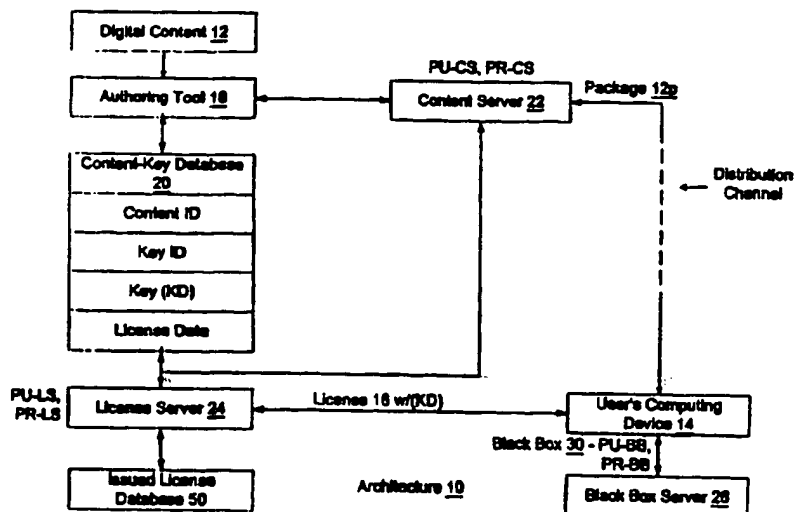 Digital Content 12
PU-CS, PR-CS
Authoring Tool 18
Content Server 22
Package 12p
Content-Key Database
20
Content ID
Key ID
Key (KD)
License Data
Distribution
Channel
PU-LS,
PR-LS
License Server 24
License 16 w/(KD)
User's Computing
Device 14
Black Box 30 - PU-BB,
PR-BB
Issued License
Database 50
Architecture 10
Black Box Server 26